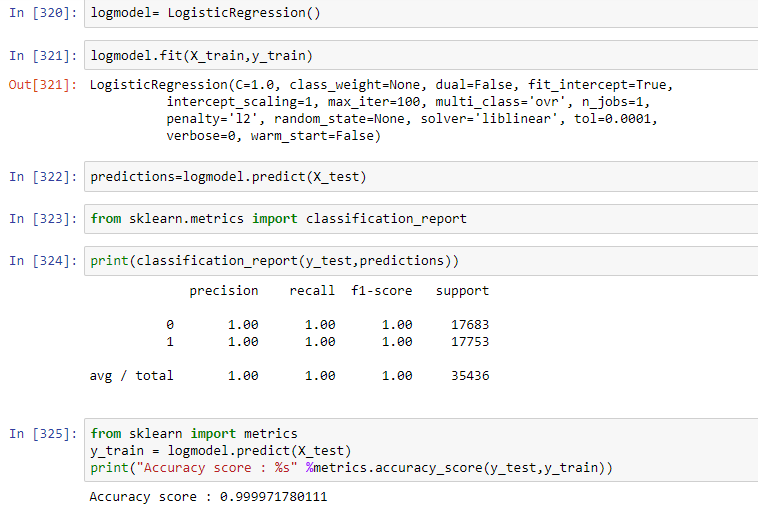 In [320]: logmodel= LogisticRegression()
In [321]: logmodel.fit(X_train,y_train)
Out[321]: LogisticRegression(C=1.0, class_weight=None, dual=False, fit_intercept=True,
intercept_scaling=1, max_iter=100, multi_class='ovr', n_jobs=1,
penalty='l2', random_state=None, solver='liblinear', tol=0.0001,
verbose=0, warm_start=False)
In [322]: predictions=logmodel.predict(X_test)
In [323]: from sklearn.metrics import classification_report
In [324]: print(classification_report(y_test,predictions))
precision recall f1-score support
0 1.00 1.00 1.00 17683
1 1.00 1.00 1.00 17753
avg / total 1.00 1.00 1.00 35436
In [325]: from sklearn import metrics
y_train = logmodel.predict(X_test)
print("Accuracy score : %s" %metrics.accuracy_score(y_test,y_train))
Accuracy score : 0.999971780111